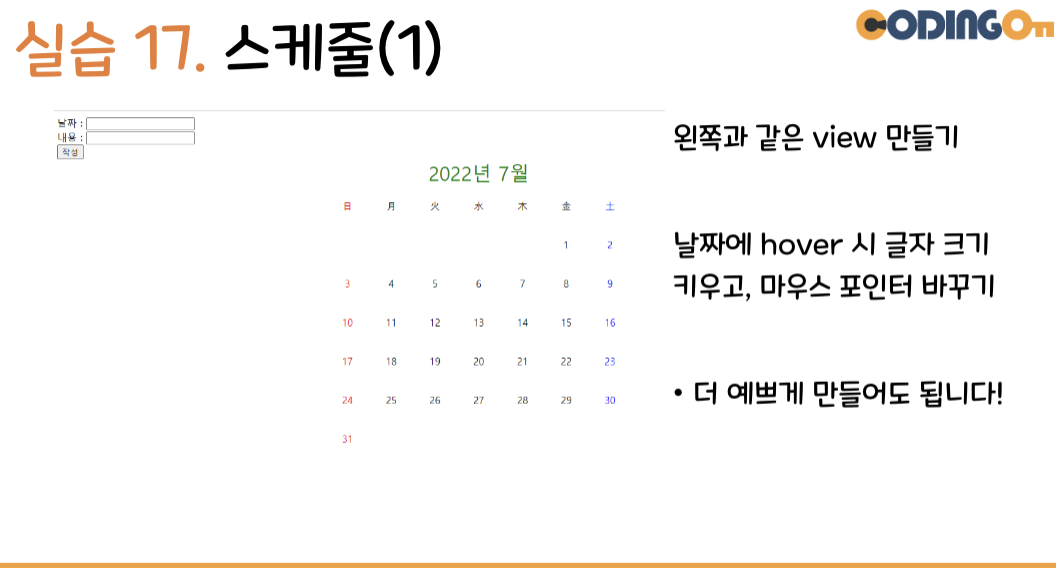 실습 17. 스케줄(1)
CODINGOn
날짜 :
내용 :
작성
2022년 7월
日 月 火 水 木 金 土
1 2
3 4 5 6 7 8 9
10 11 12 13 14 15 16
17 18 19 20 21 22 23
24 25 26 27 28 29 30
31
왼쪽과 같은 view 만들기
날짜에 hover 시 글자 크기
키우고, 마우스 포인터 바꾸기
• 더 예쁘게 만들어도 됩니다!